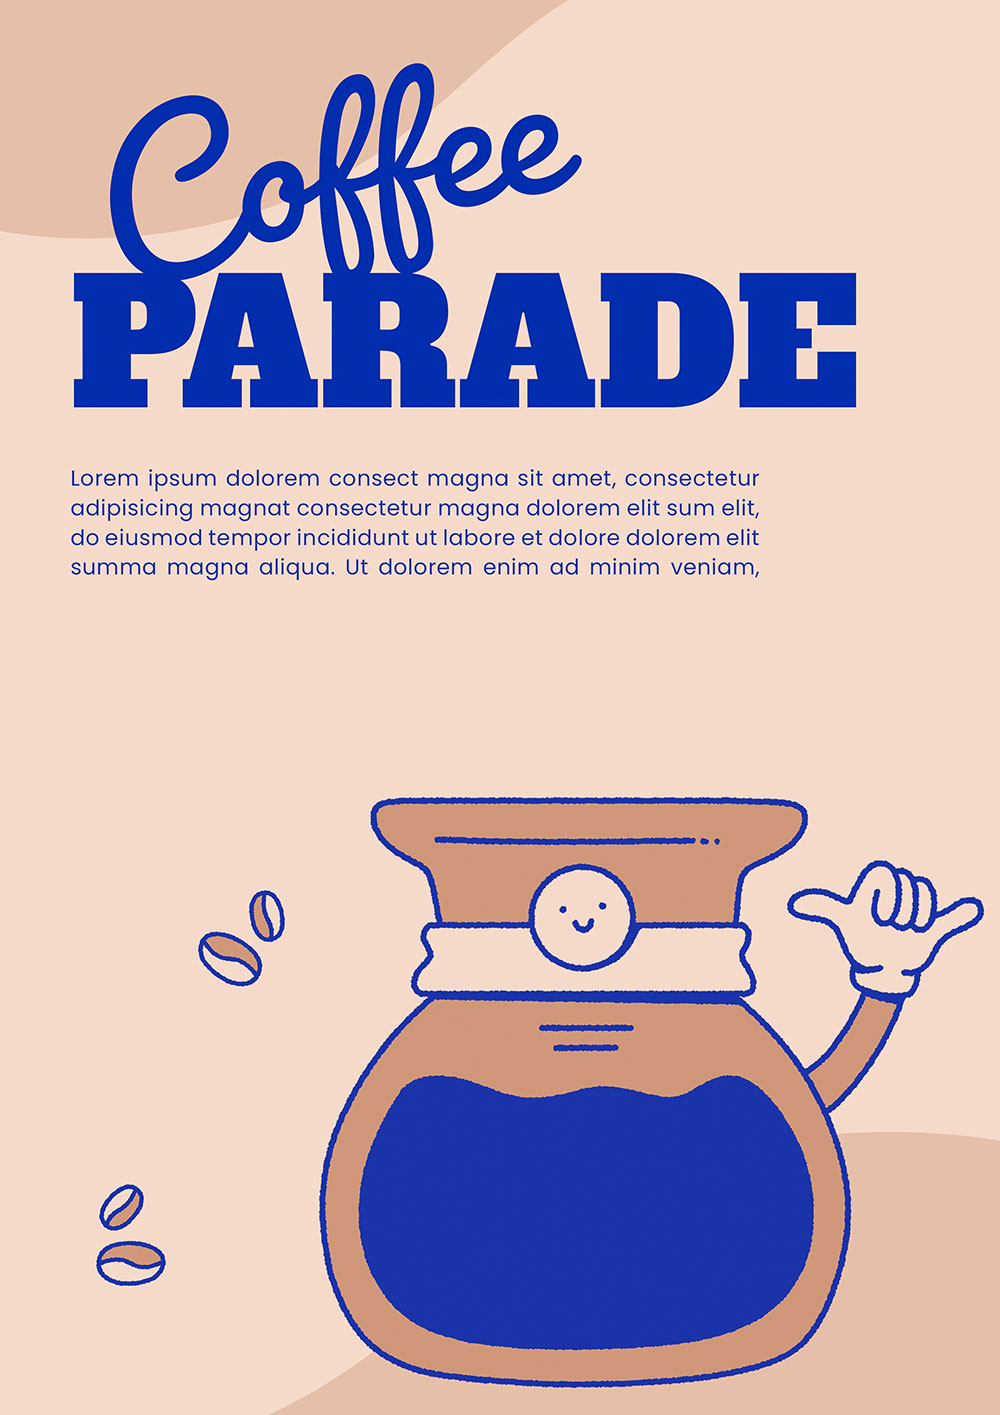 Coffee
PARADE
Lorem ipsum dolorem consect magna sit amet, consectetur
adipisicing magnat consectetur magna dolorem elit sum elit,
do eiusmod tempor incididunt ut labore et dolore dolorem elit
summa magna aliqua. Ut dolorem enim ad minim veniam,